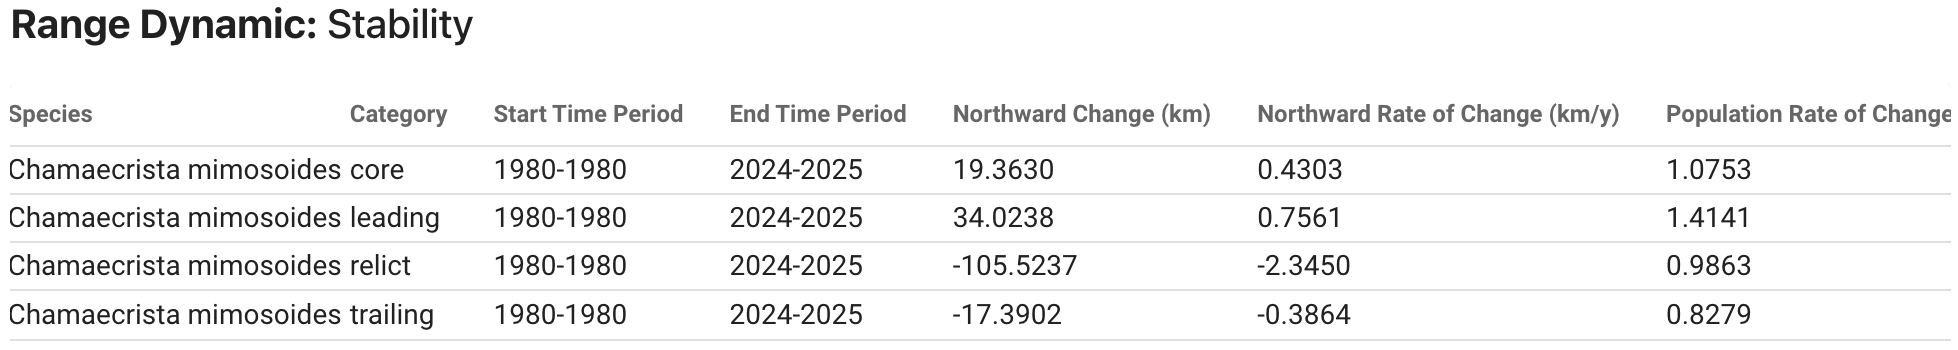 Range Dynamic: Stability
Species Category Start Time Period End Time Period Northward Change (km) Northward Rate of Change (km/y) Population Rate of Change
Chamaecrista mimosoides core 1980-1980 2024-2025 19.3630 0.4303 1.0753
Chamaecrista mimosoides leading 1980-1980 2024-2025 34.0238 0.7561 1.4141
Chamaecrista mimosoides relict 1980-1980 2024-2025 -105.5237 -2.3450 0.9863
Chamaecrista mimosoides trailing 1980-1980 2024-2025 -17.3902 -0.3864 0.8279